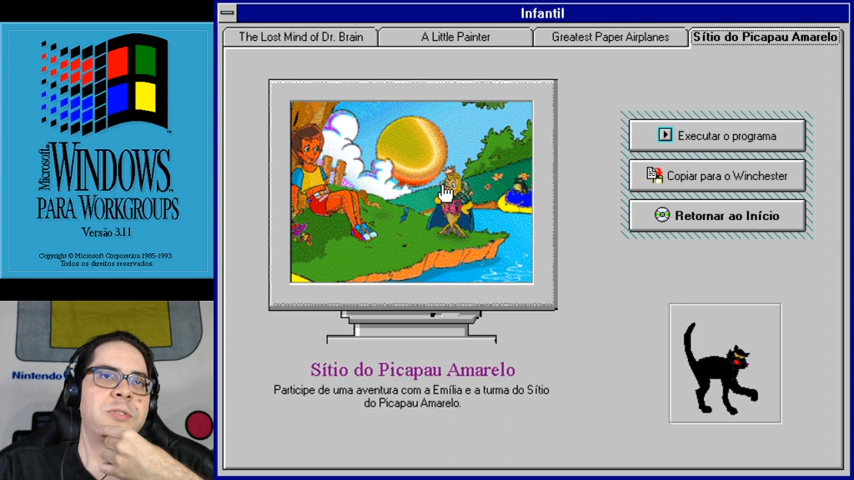 Microsoft®
WINDOWS™
PARA WORKGROUPS
Versão 3.11
Copyright © Microsoft Corporation 1985-1993.
Todos os direitos reservados.
Nintendo
Infantil
The Lost Mind of Dr. Brain
A Little Painter
Greatest Paper Airplanes
Sítio do Picapau Amarelo
Executar o programa
Copiar para o Winchester
Retornar ao Início
Sítio do Picapau Amarelo
Participe de uma aventura com a Emília e a turma do Sítio
do Picapau Amarelo.